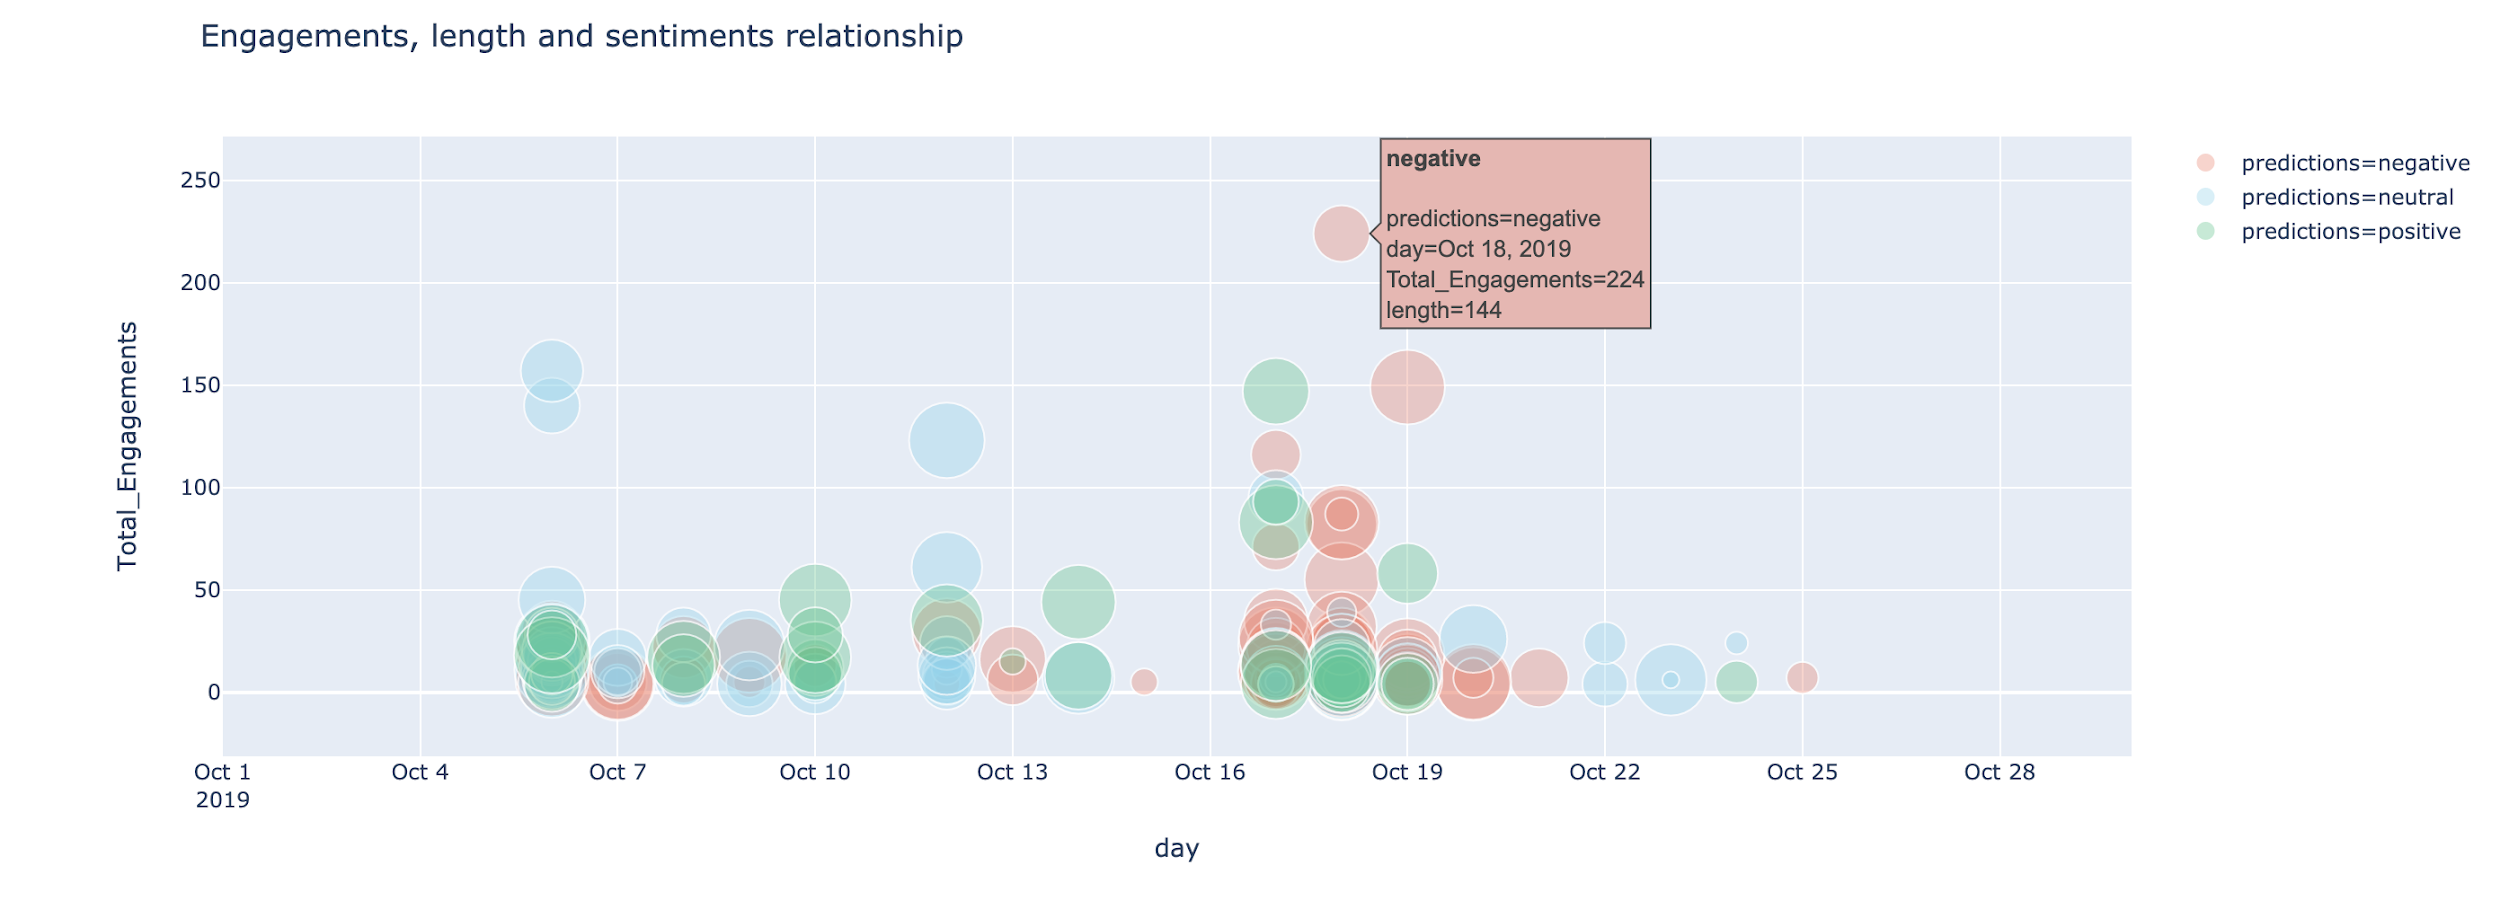 Engagements, length and sentiments relationship
negative
predictions=negative
day=Oct 18, 2019
Total_Engagements=224
length=144
predictions=negative
predictions=neutral
predictions=positive
250
200
150
100
50
0
Total_Engagements
Oct 1 Oct 4 Oct 7 Oct 10 Oct 13 Oct 16 Oct 19 Oct 22 Oct 25 Oct 28
2019
day